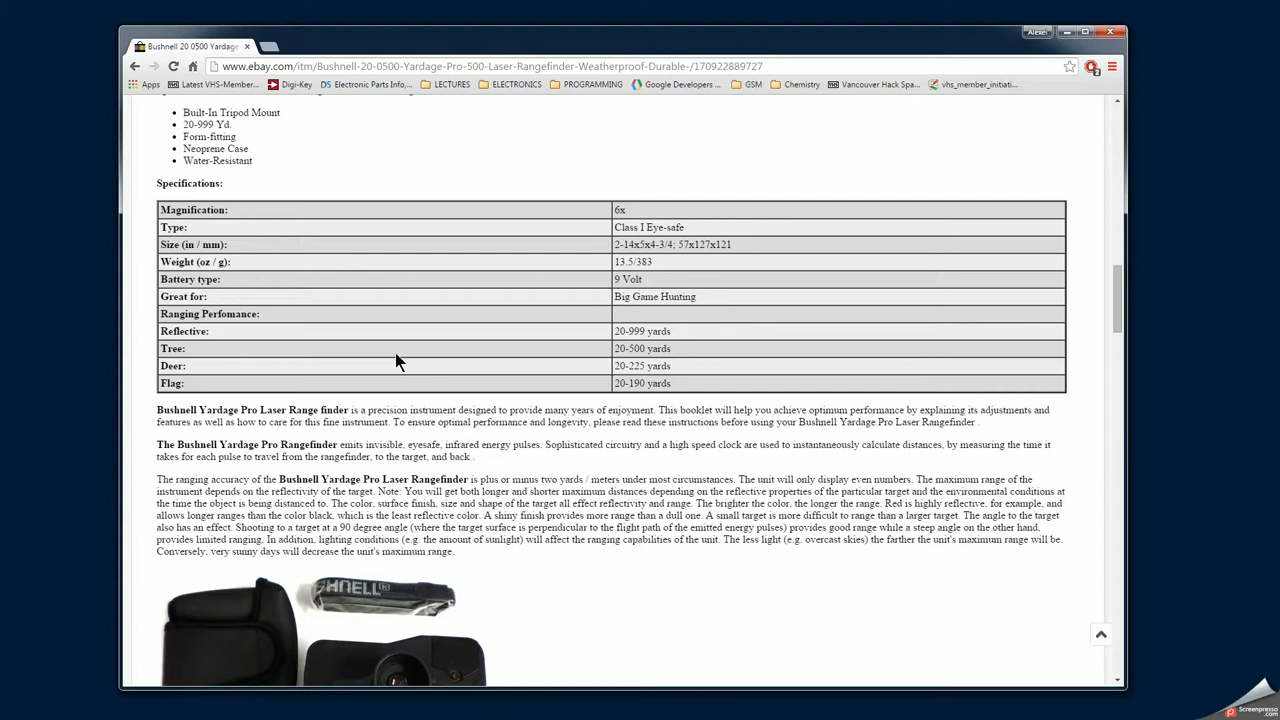 Alexei
Bushnell 20 0500 Yardage
www.ebay.com/itm/Bushnell-20-0500-Yardage-Pro-500-Laser-Rangefinder-Weatherproof-Durable-/170922889727
2
Apps Latest VHS-Member... Digi-Key Electronic Parts Info,... LECTURES ELECTRONICS PROGRAMMING Google Developers ... GSM Chemistry Vancouver Hack Spa... vhs_member_initiati...
Built-In Tripod Mount
20-999 Yd.
Form-fitting
Neoprene Case
Water-Resistant
Specifications:
Magnification: 6x
Type: Class I Eye-safe
Size (in / mm): 2-14x5x4-3/4; 57x127x121
Weight (oz / g): 13.5/383
Battery type: 9 Volt
Great for: Big Game Hunting
Ranging Perfomance:
Reflective: 20-999 yards
Tree: 20-500 yards
Deer: 20-225 yards
Flag: 20-190 yards
Bushnell Yardage Pro Laser Range finder is a precision instrument designed to provide many years of enjoyment. This booklet will help you achieve optimum performance by explaining its adjustments and
features as well as how to care for this fine instrument. To ensure optimal performance and longevity, please read these instructions before using your Bushnell Yardage Pro Laser Rangefinder .
The Bushnell Yardage Pro Rangefinder emits invisible, eyesafe, infrared energy pulses. Sophisticated circuitry and a high speed clock are used to instantaneously calculate distances, by measuring the time it
takes for each pulse to travel from the rangefinder, to the target, and back .
The ranging accuracy of the Bushnell Yardage Pro Laser Rangefinder is plus or minus two yards / meters under most circumstances. The unit will only display even numbers. The maximum range of the
instrument depends on the reflectivity of the target. Note: You will get both longer and shorter maximum distances depending on the reflective properties of the particular target and the environmental conditions at
the time the object is being distanced to. The color, surface finish, size and shape of the target all effect reflectivity and range. The brighter the color, the longer the range. Red is highly reflective, for example, and
allows longer ranges than the color black, which is the least reflective color. A shiny finish provides more range than a dull one. A small target is more difficult to range than a larger target. The angle to the target
also has an effect. Shooting to a target at a 90 degree angle (where the target surface is perpendicular to the flight path of the emitted energy pulses) provides good range while a steep angle on the other hand,
provides limited ranging. In addition, lighting conditions (e.g. the amount of sunlight) will affect the ranging capabilities of the unit. The less light (e.g. overcast skies) the farther the unit's maximum range will be.
Conversely, very sunny days will decrease the unit's maximum range.
SHNELL®
Screenpresso
.com